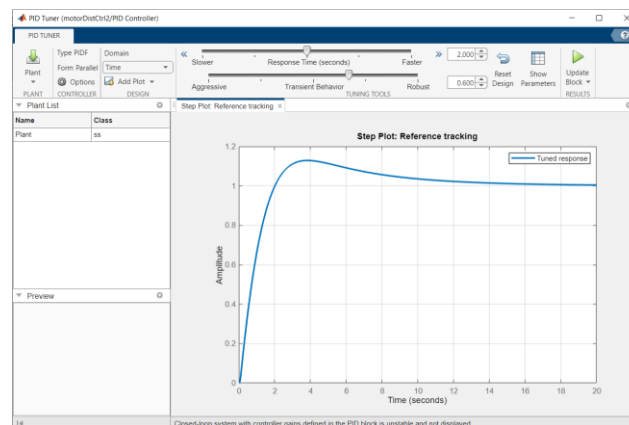 PID Tuner (motorDistCtrl2/PID Controller)
PID TUNER
Plant
PLANT
Type PIDF
Form Parallel
Options
CONTROLLER
Domain
Time
Add Plot
DESIGN
Slower Response Time (seconds) Faster
2.000
Aggressive Transient Behavior Robust
0.600
TUNING TOOLS
Reset
Design
Show
Parameters
Update
Block
RESULTS
Plant List
Name Class
Plant ss
Preview
Step Plot: Reference tracking
Step Plot: Reference tracking
Tuned response
1.2
1
0.8
0.6
0.4
0.2
0
Amplitude
0 2 4 6 8 10 12 14 16 18 20
Time (seconds)
Closed-loop system with controller gains defined in the PID block is unstable and not displayed